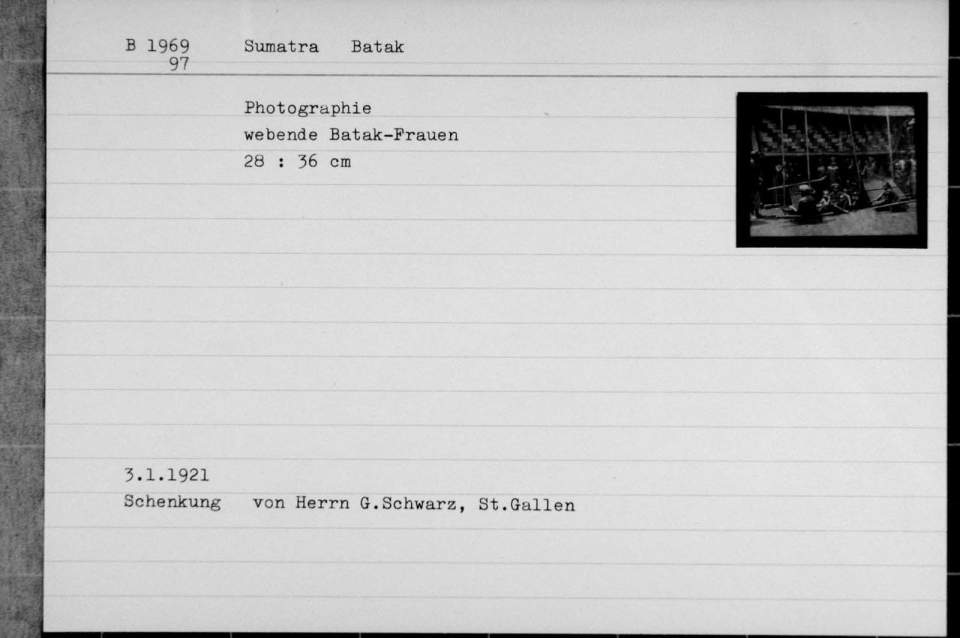 B 1969 Sumatra Batak
97
Photographie
webende Batak-Frauen
28 : 36 cm
3.1.1921
Schenkung von Herrn G.Schwarz, St.Gallen